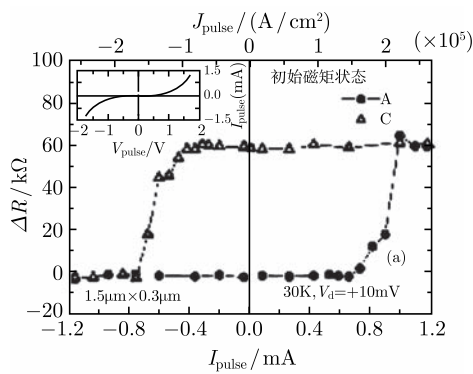 J_pulse/(A/cm²)
−2 −1 0 1 2 (×10⁵)
100
80
60
40
20
0
−20
ΔR/kΩ
1.5
0.0
−1.5
I_pulse(mA)
−2 −1 0 1 2
V_pulse/V
初始磁矩状态
A
C
(a)
1.5μm×0.3μm
30K, V_d=+10mV
−1.2 −0.8 −0.4 0.0 0.4 0.8 1.2
I_pulse/mA